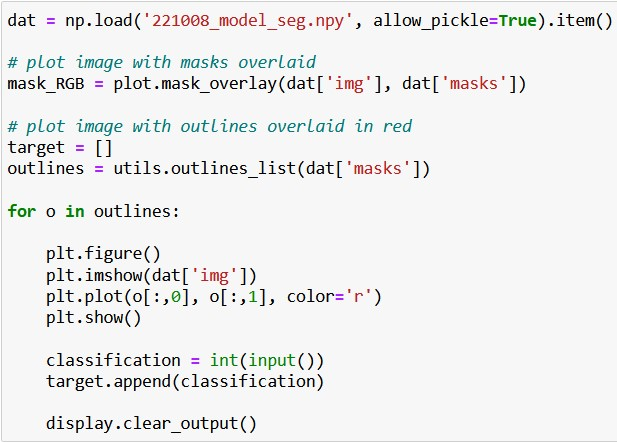 dat = np.load('221008_model_seg.npy', allow_pickle=True).item()
# plot image with masks overlaid
mask_RGB = plot.mask_overlay(dat['img'], dat['masks'])
# plot image with outlines overlaid in red
target = []
outlines = utils.outlines_list(dat['masks'])
for o in outlines:
    plt.figure()
    plt.imshow(dat['img'])
    plt.plot(o[:,0], o[:,1], color='r')
    plt.show()
    classification = int(input())
    target.append(classification)
    display.clear_output()